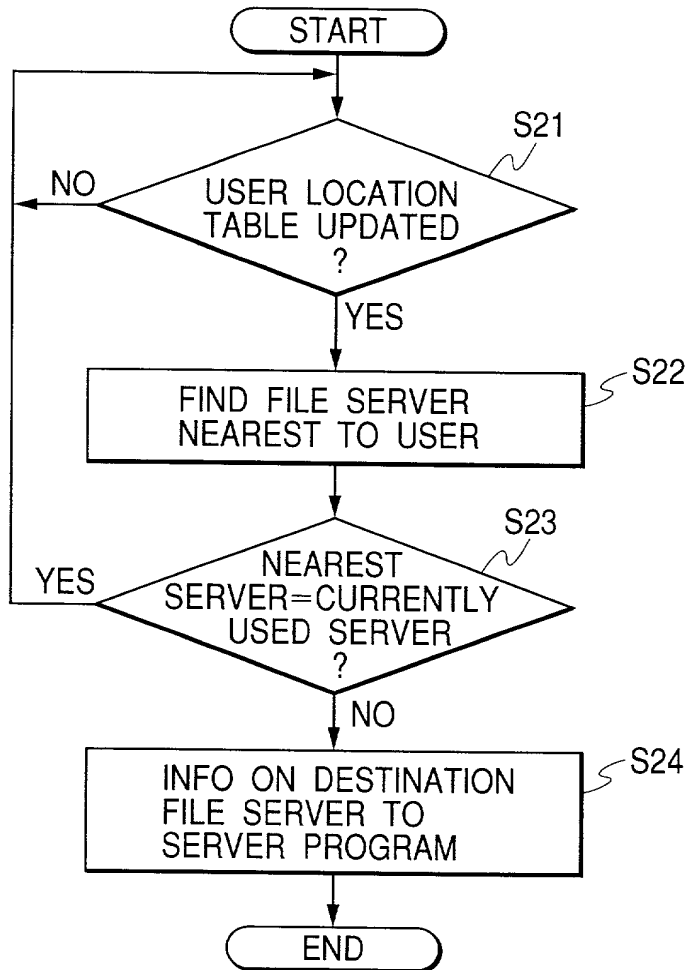 START
S21
NO
USER LOCATION
TABLE UPDATED
?
YES
S22
FIND FILE SERVER
NEAREST TO USER
S23
YES
NEAREST
SERVER=CURRENTLY
USED SERVER
?
NO
S24
INFO ON DESTINATION
FILE SERVER TO
SERVER PROGRAM
END